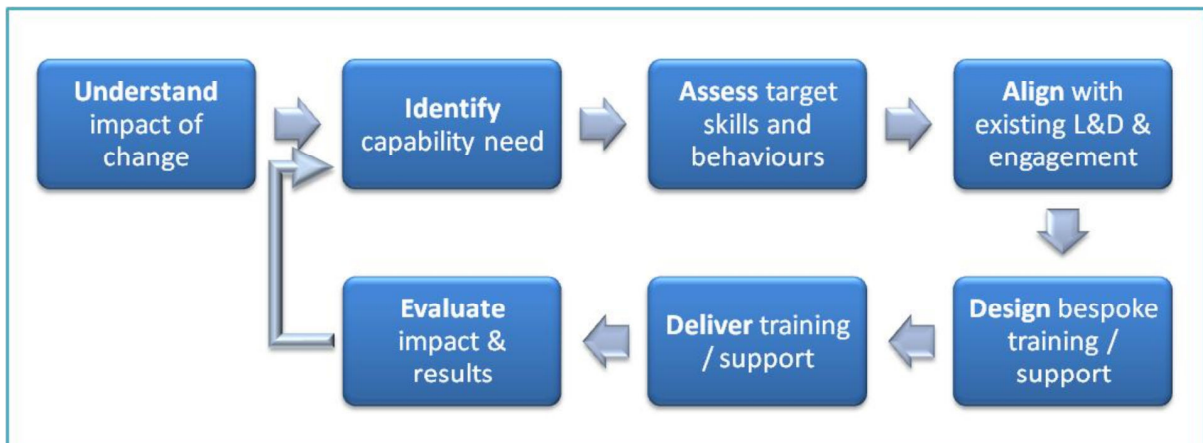 Understand
impact of
change
Identify
capability need
Assess target
skills and
behaviours
Align with
existing L&D &
engagement
Design bespoke
training /
support
Deliver training
/ support
Evaluate
impact &
results